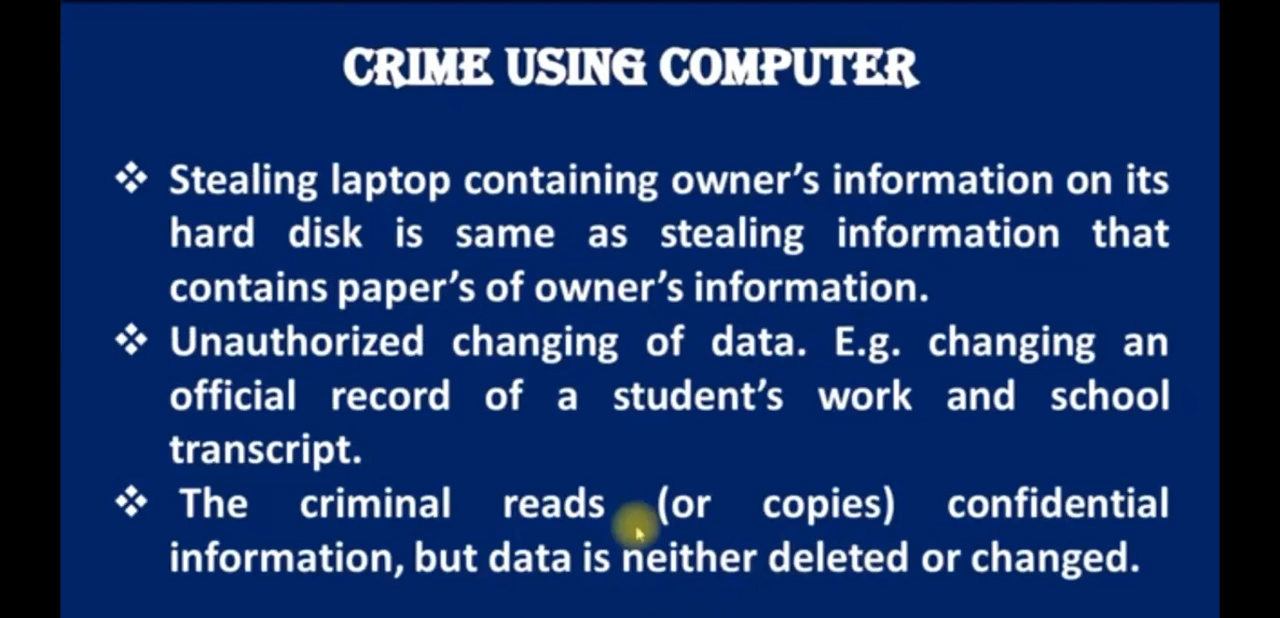 CRIME USING COMPUTER
❖ Stealing laptop containing owner's information on its
hard disk is same as stealing information that
contains paper's of owner's information.
❖ Unauthorized changing of data. E.g. changing an
official record of a student's work and school
transcript.
❖ The criminal reads (or copies) confidential
information, but data is neither deleted or changed.